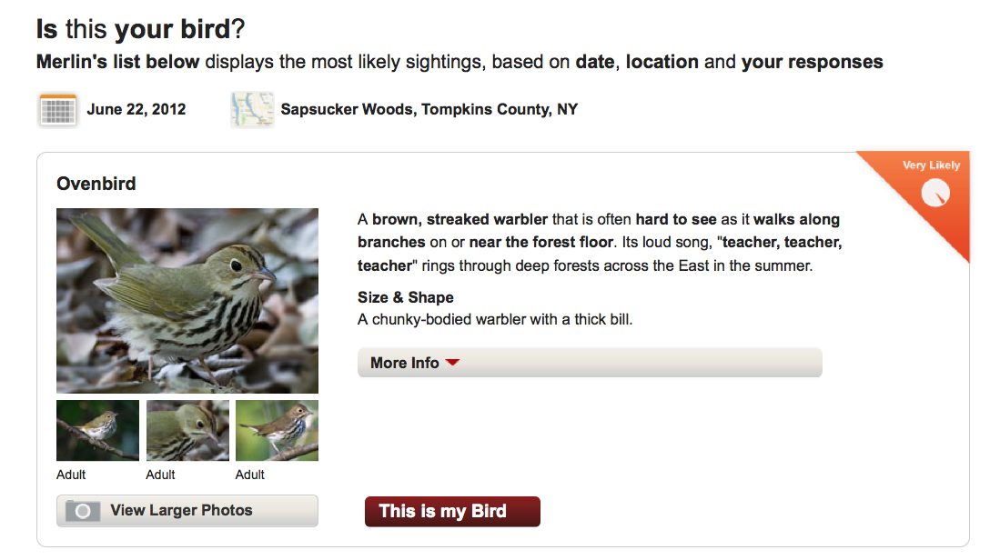 Is this your bird?
Merlin's list below displays the most likely sightings, based on date, location and your responses
June 22, 2012
Sapsucker Woods, Tompkins County, NY
Very Likely
Ovenbird
A brown, streaked warbler that is often hard to see as it walks along
branches on or near the forest floor. Its loud song, "teacher, teacher,
teacher" rings through deep forests across the East in the summer.
Size & Shape
A chunky-bodied warbler with a thick bill.
More Info
Adult
Adult
Adult
View Larger Photos
This is my Bird